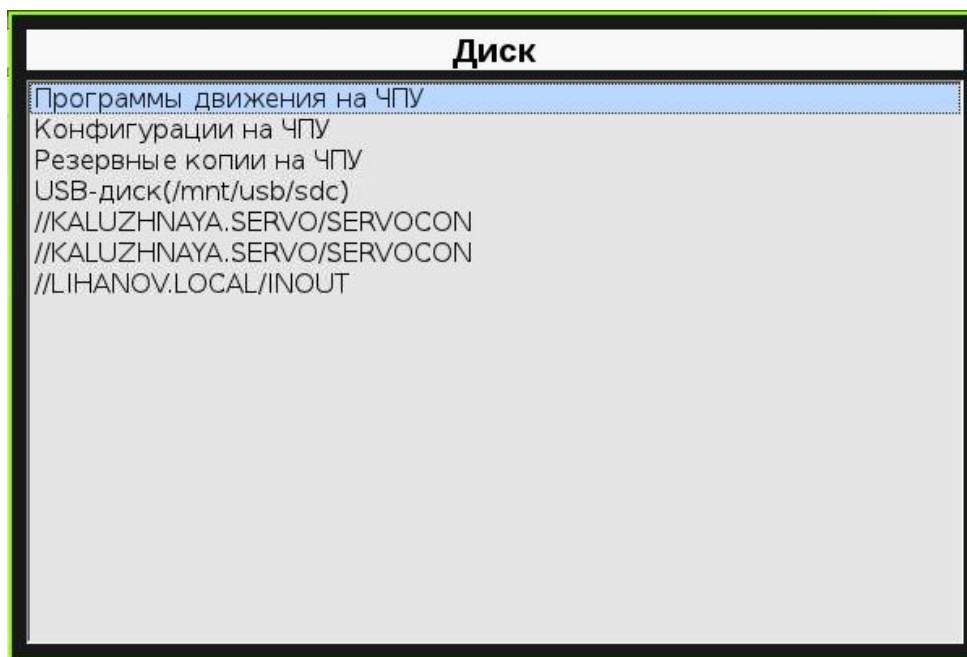 Диск
Программы движения на ЧПУ
Конфигурации на ЧПУ
Резервные копии на ЧПУ
USB-диск(/mnt/usb/sdc)
//KALUZHNAYA.SERVO/SERVOCON
//KALUZHNAYA.SERVO/SERVOCON
//LIHANOV.LOCAL/INOUT